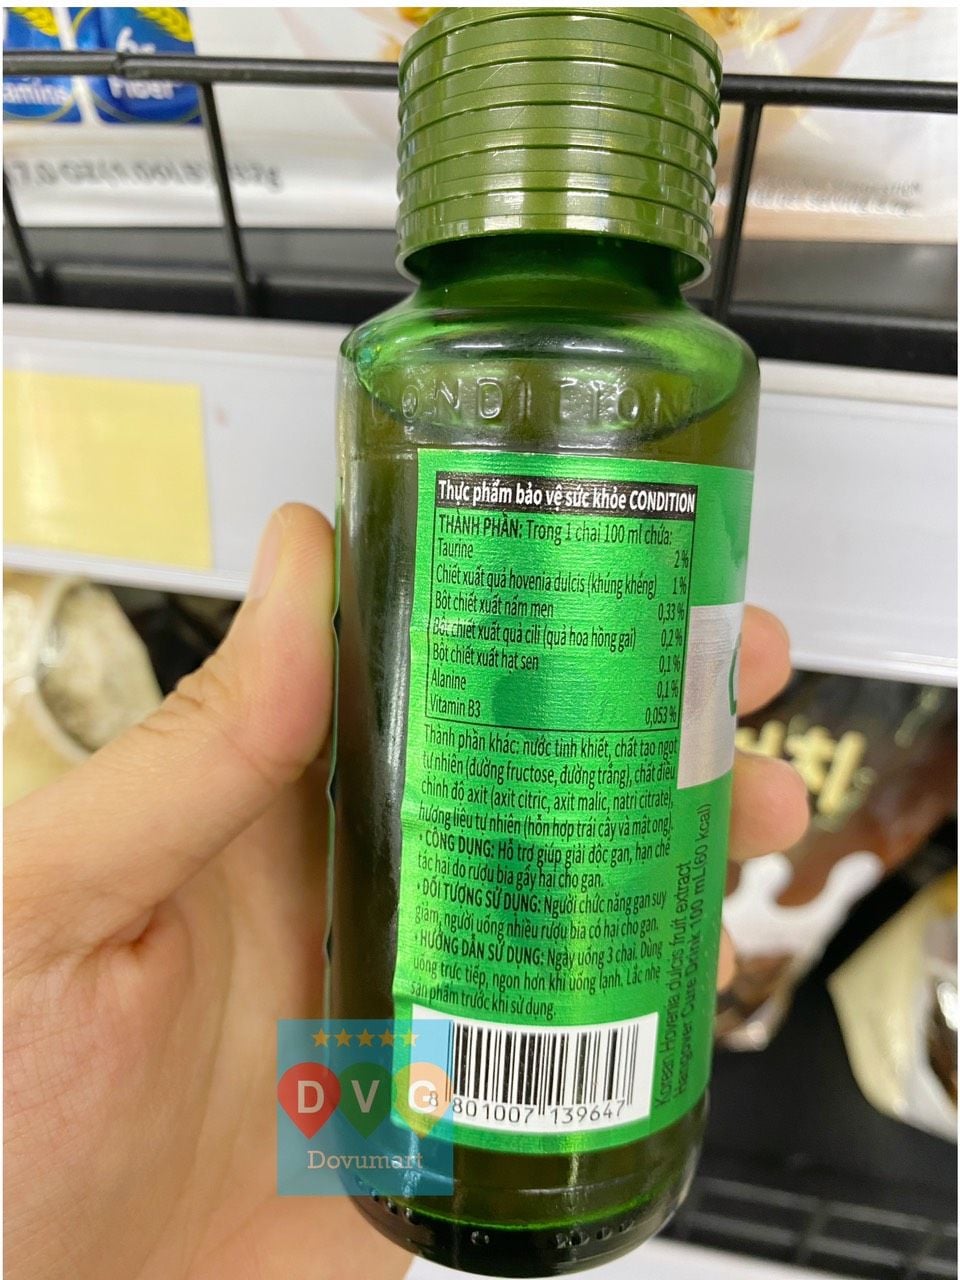 Fiber
CONDITION
Thực phẩm bảo vệ sức khỏe CONDITION
THÀNH PHẦN: Trong 1 chai 100 ml chứa:
Taurine 2 %
Chiết xuất quả hovenia dulcis (khúng khéng) 1 %
Bột chiết xuất nấm men 0,33 %
Bột chiết xuất quả cili (quả hoa hồng gai) 0,2 %
Bột chiết xuất hạt sen 0,1 %
Alanine 0,1 %
Vitamin B3 0,053 %
Thành phần khác: nước tinh khiết, chất tạo ngọt
tự nhiên (đường fructose, đường trắng), chất điều
chỉnh độ axit (axit citric, axit malic, natri citrate),
hương liệu tự nhiên (hỗn hợp trái cây và mật ong).
• CÔNG DỤNG: Hỗ trợ giúp giải độc gan, hạn chế
tác hại do rượu bia gây hại cho gan.
• ĐỐI TƯỢNG SỬ DỤNG: Người chức năng gan suy
giảm, người uống nhiều rượu bia có hại cho gan.
• HƯỚNG DẪN SỬ DỤNG: Ngày uống 3 chai. Dùng
uống trực tiếp, ngon hơn khi uống lạnh. Lắc nhẹ
sản phẩm trước khi sử dụng.
8 801007 139647
Korean Hovenia dulcis fruit extract
Hangover Cure Drink 100 mL(60 kcal)
DVG
Dovumart